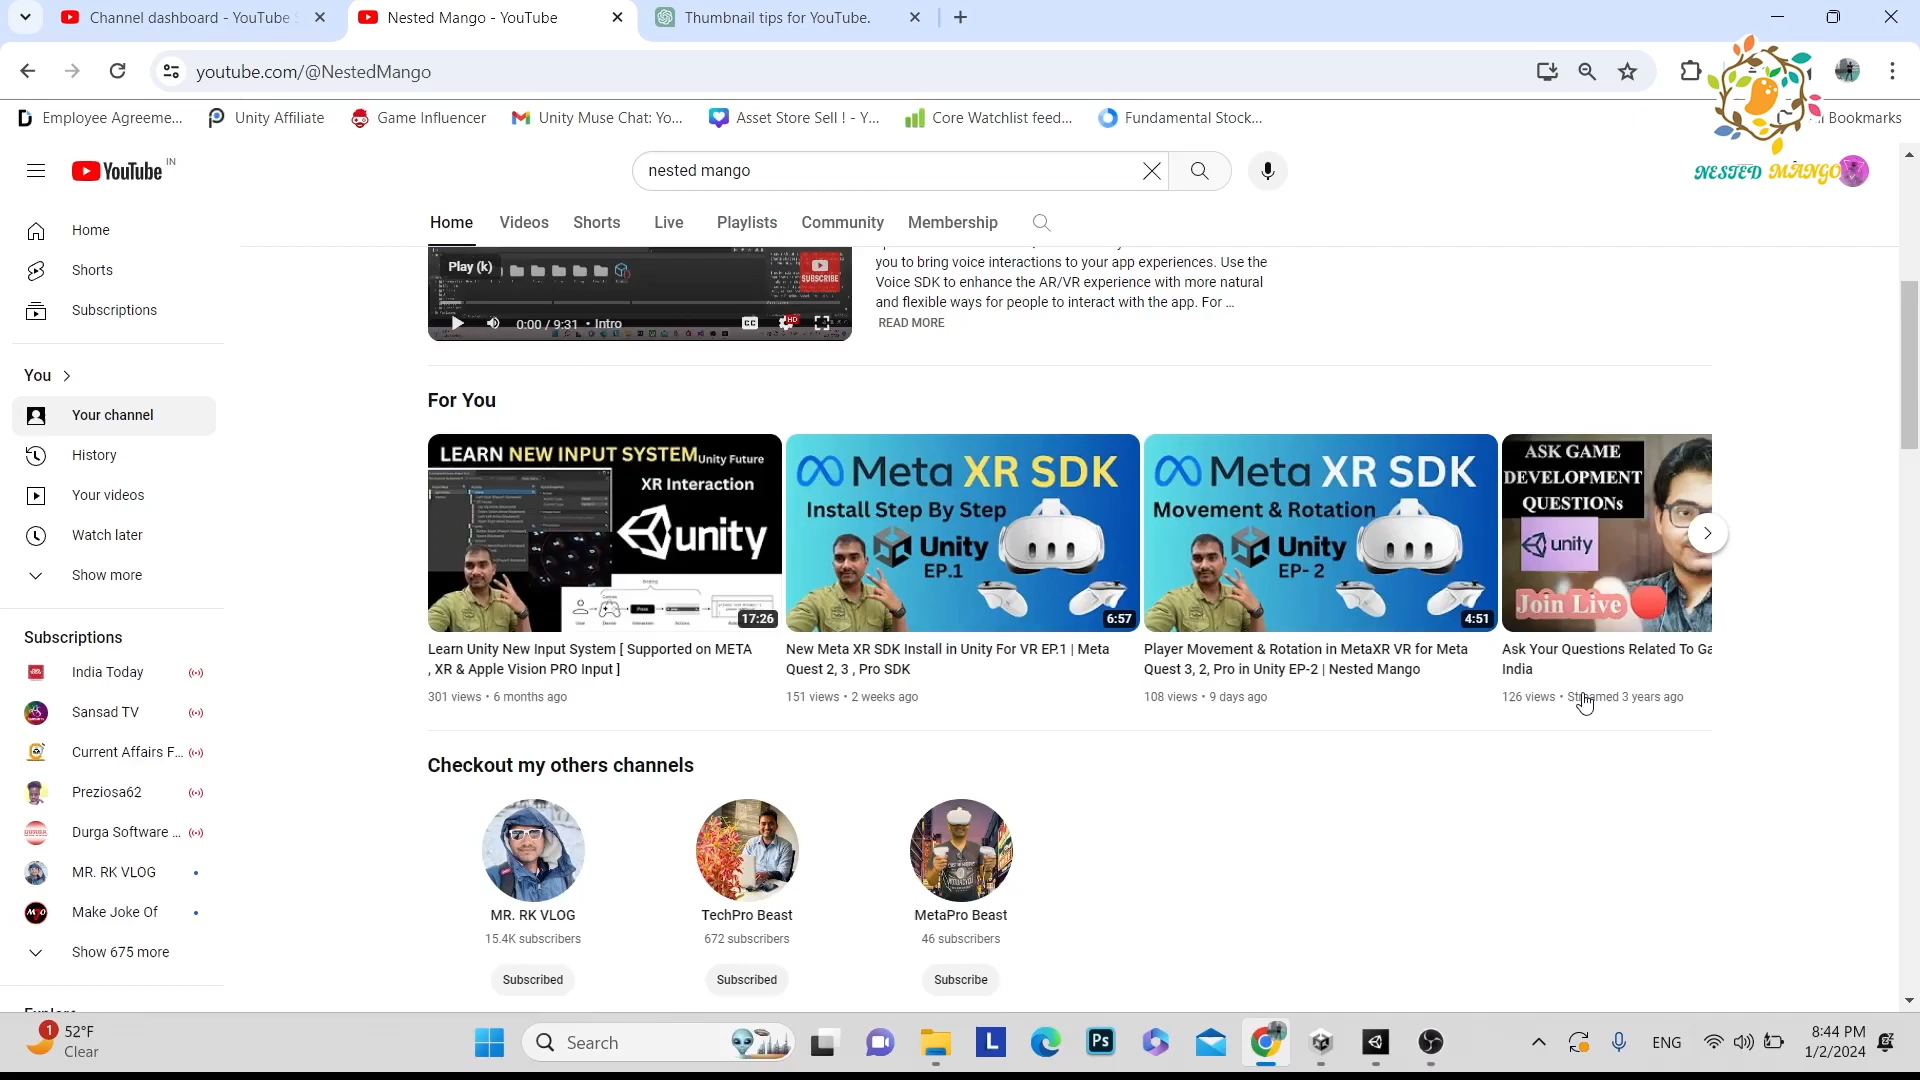 Channel dashboard - YouTube S
Nested Mango - YouTube
Thumbnail tips for YouTube.
youtube.com/@NestedMango
Employee Agreeme...
Unity Affiliate
Game Influencer
Unity Muse Chat: Yo...
Asset Store Sell ! - Y...
Core Watchlist feed...
Fundamental Stock...
Bookmarks
YouTube IN
nested mango
NESTED MANGO
Home
Videos
Shorts
Live
Playlists
Community
Membership
Home
Shorts
Subscriptions
You
Your channel
History
Your videos
Watch later
Show more
Subscriptions
India Today
Sansad TV
Current Affairs F...
Preziosa62
Durga Software ...
MR. RK VLOG
Make Joke Of
Show 675 more
Play (k)
SUBSCRIBE
0:00 / 9:31 • Intro
CC
HD
you to bring voice interactions to your app experiences. Use the
Voice SDK to enhance the AR/VR experience with more natural
and flexible ways for people to interact with the app. For ...
READ MORE
For You
LEARN NEW INPUT SYSTEM Unity Future
XR Interaction
unity
17:26
Learn Unity New Input System [ Supported on META
, XR & Apple Vision PRO Input ]
301 views • 6 months ago
Meta XR SDK
Install Step By Step
Unity
EP.1
6:57
New Meta XR SDK Install in Unity For VR EP.1 | Meta
Quest 2, 3 , Pro SDK
151 views • 2 weeks ago
Meta XR SDK
Movement & Rotation
Unity
EP- 2
4:51
Player Movement & Rotation in MetaXR VR for Meta
Quest 3, 2, Pro in Unity EP-2 | Nested Mango
108 views • 9 days ago
ASK GAME
DEVELOPMENT
QUESTIONs
unity
Join Live
Ask Your Questions Related To Ga
India
126 views • Streamed 3 years ago
Checkout my others channels
MR. RK VLOG
15.4K subscribers
Subscribed
TechPro Beast
672 subscribers
Subscribed
MetaPro Beast
46 subscribers
Subscribe
1
52°F
Clear
Search
L
Ps
ENG
8:44 PM
1/2/2024